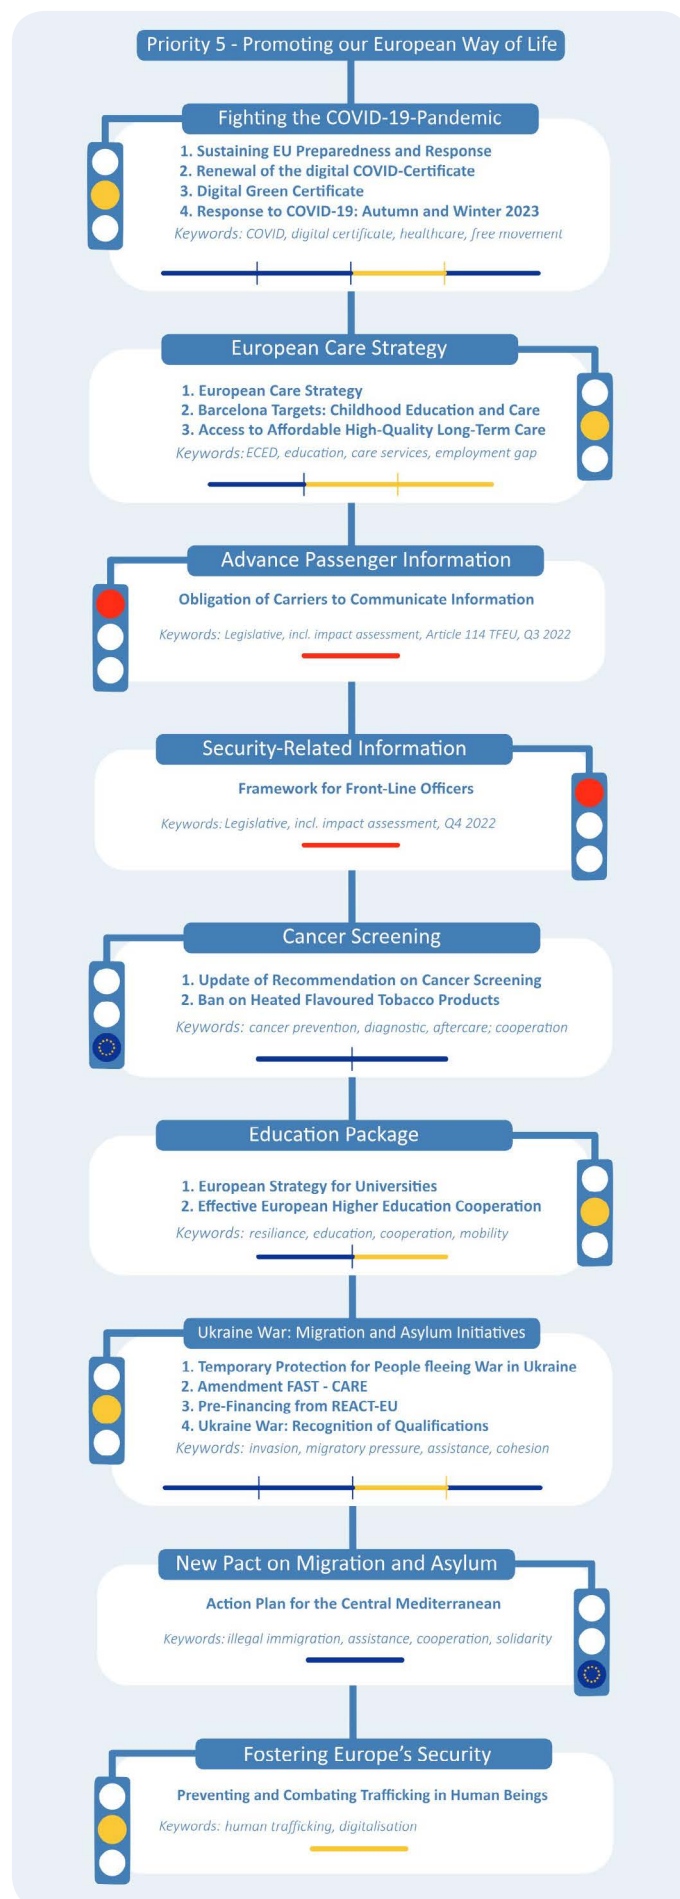 Priority 5 - Promoting our European Way of Life
Fighting the COVID-19-Pandemic
1. Sustaining EU Preparedness and Response
2. Renewal of the digital COVID-Certificate
3. Digital Green Certificate
4. Response to COVID-19: Autumn and Winter 2023
Keywords: COVID, digital certificate, healthcare, free movement
European Care Strategy
1. European Care Strategy
2. Barcelona Targets: Childhood Education and Care
3. Access to Affordable High-Quality Long-Term Care
Keywords: ECED, education, care services, employment gap
Advance Passenger Information
Obligation of Carriers to Communicate Information
Keywords: Legislative, incl. impact assessment, Article 114 TFEU, Q3 2022
Security-Related Information
Framework for Front-Line Officers
Keywords: Legislative, incl. impact assessment, Q4 2022
Cancer Screening
1. Update of Recommendation on Cancer Screening
2. Ban on Heated Flavoured Tobacco Products
Keywords: cancer prevention, diagnostic, aftercare; cooperation
Education Package
1. European Strategy for Universities
2. Effective European Higher Education Cooperation
Keywords: resiliance, education, cooperation, mobility
Ukraine War: Migration and Asylum Initiatives
1. Temporary Protection for People fleeing War in Ukraine
2. Amendment FAST - CARE
3. Pre-Financing from REACT-EU
4. Ukraine War: Recognition of Qualifications
Keywords: invasion, migratory pressure, assistance, cohesion
New Pact on Migration and Asylum
Action Plan for the Central Mediterranean
Keywords: illegal immigration, assistance, cooperation, solidarity
Fostering Europe's Security
Preventing and Combating Trafficking in Human Beings
Keywords: human trafficking, digitalisation